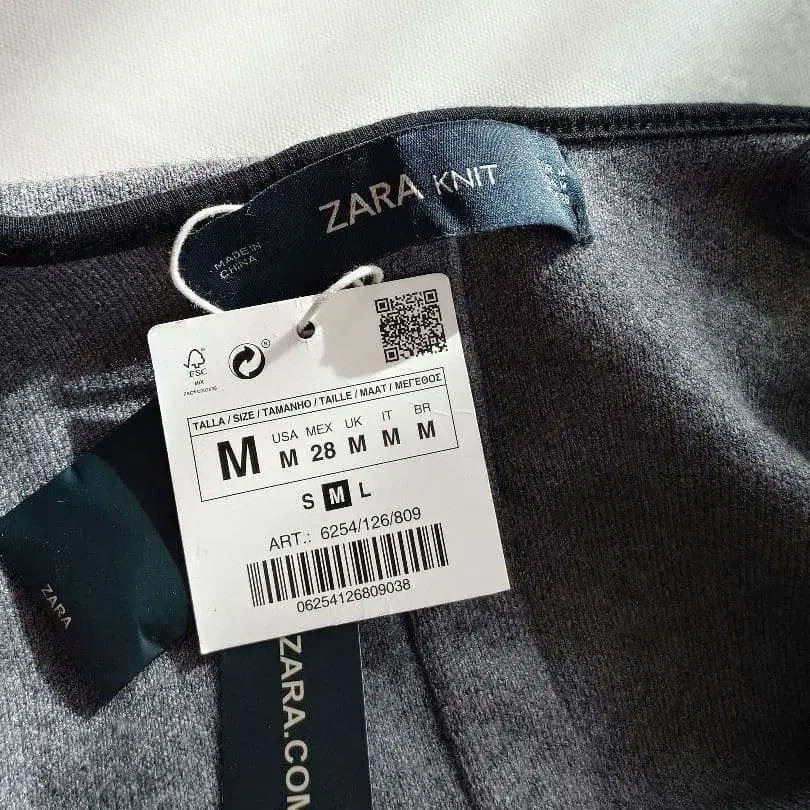 ZARA KNIT
MADE IN
CHINA
FSC
MIX
TALLA / SIZE / TAMANHO / TAILLE / MAAT / ΜΕΓΕΘΟΣ
M
USA MEX UK IT BR
M 28 M M M
S M L
ART.: 6254/126/809
06254126809038
ZARA
ZARA.COM